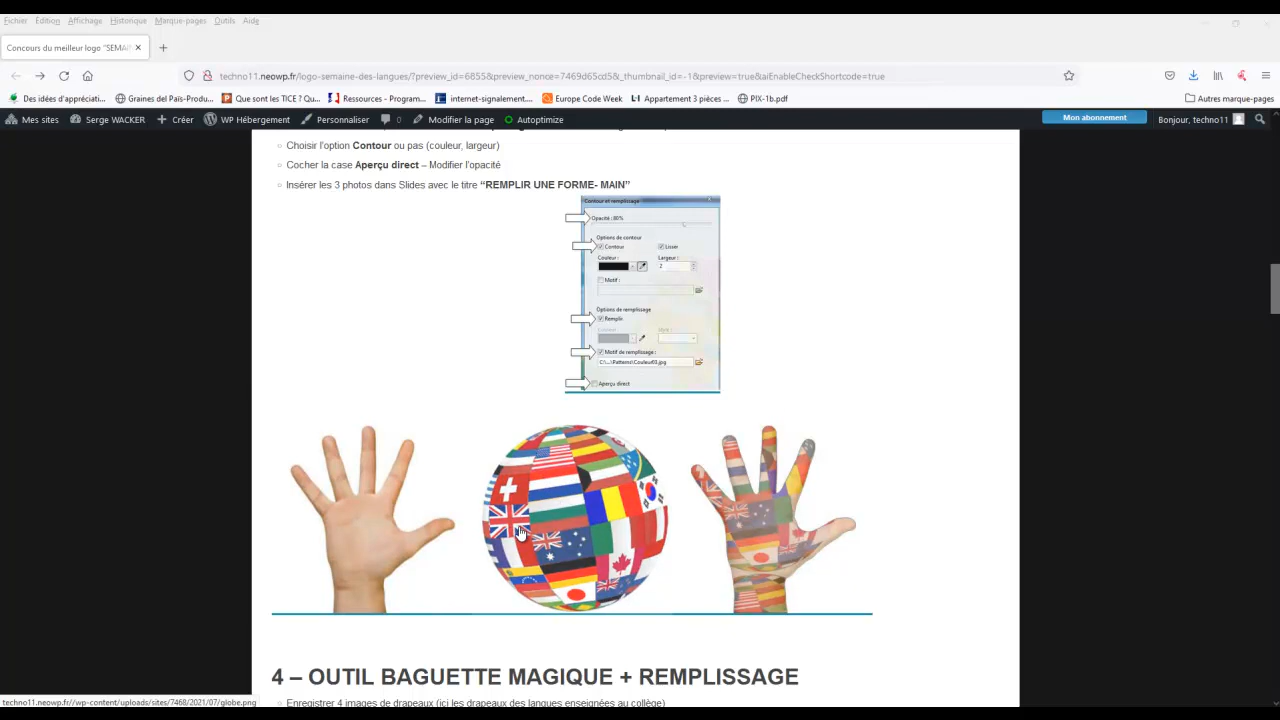 Fichier Édition Affichage Historique Marque-pages Outils Aide
Concours du meilleur logo "SEMAI
techno11.neowp.fr/logo-semaine-des-langues/?preview_id=6855&preview_nonce=7469d65cd5&_thumbnail_id=-1&preview=true&aiEnableCheckShortcode=true
Des idées d'appréciati... Graines del Païs-Produ... Que sont les TICE ? Qu... Ressources - Program... internet-signalement.... Europe Code Week Appartement 3 pièces ... PIX-1b.pdf Autres marque-pages
Mes sites Serge WACKER Créer WP Hébergement Personnaliser 0 Modifier la page Autoptimize Mon abonnement Bonjour, techno11
Choisir l'option Contour ou pas (couleur, largeur)
Cocher la case Aperçu direct – Modifier l'opacité
Insérer les 3 photos dans Slides avec le titre "REMPLIR UNE FORME- MAIN"
Contour et remplissage
Opacité : 80%
Options de contour
Contour Lisser
Couleur : Largeur :
2
Motif :
Options de remplissage
Remplir
Motif de remplissage :
C:\...\Patterns\Couleur03.jpg
Aperçu direct
4 – OUTIL BAGUETTE MAGIQUE + REMPLISSAGE
Enregistrer 4 images de drapeaux (ici les drapeaux des langues enseignées au collège)
techno11.neowp.fr//wp-content/uploads/sites/7468/2021/07/globe.png